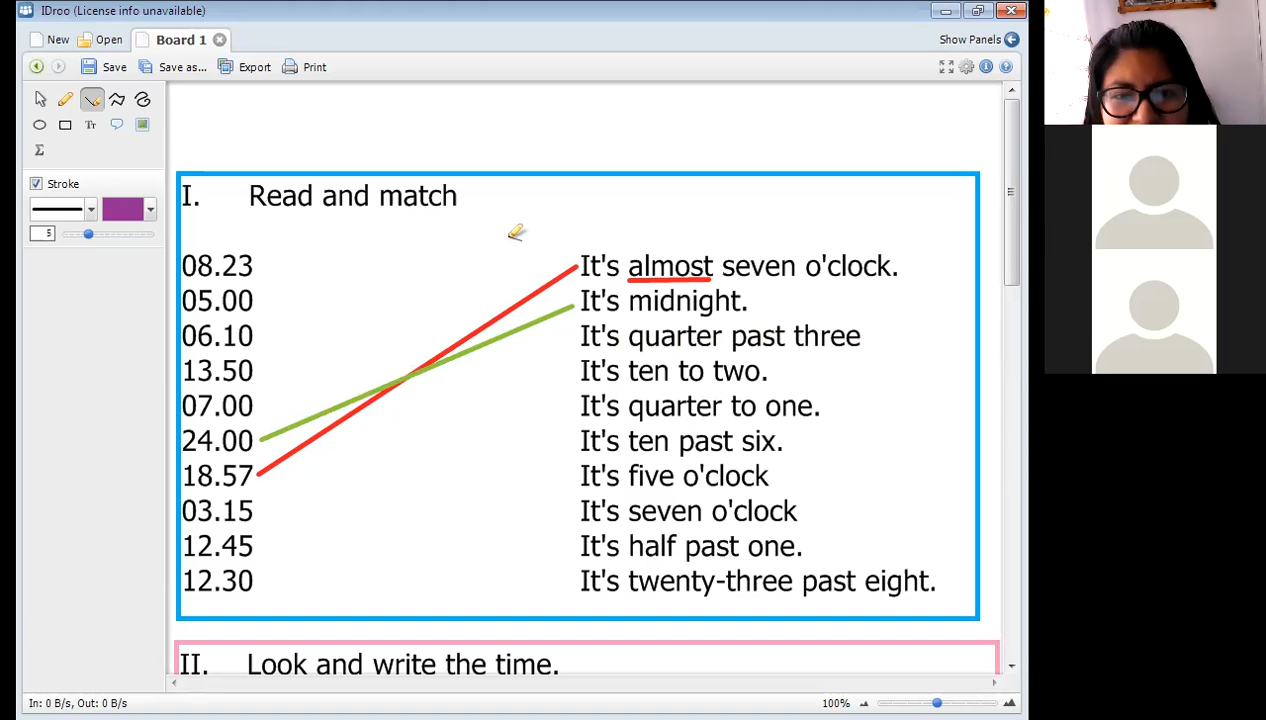 IDroo (License info unavailable)
New Open Board 1 Show Panels
Save Save as... Export Print
Tr
Σ
Stroke
5
I. Read and match
08.23 It's almost seven o'clock.
05.00 It's midnight.
06.10 It's quarter past three
13.50 It's ten to two.
07.00 It's quarter to one.
24.00 It's ten past six.
18.57 It's five o'clock
03.15 It's seven o'clock
12.45 It's half past one.
12.30 It's twenty-three past eight.
II. Look and write the time.
In: 0 B/s, Out: 0 B/s 100%